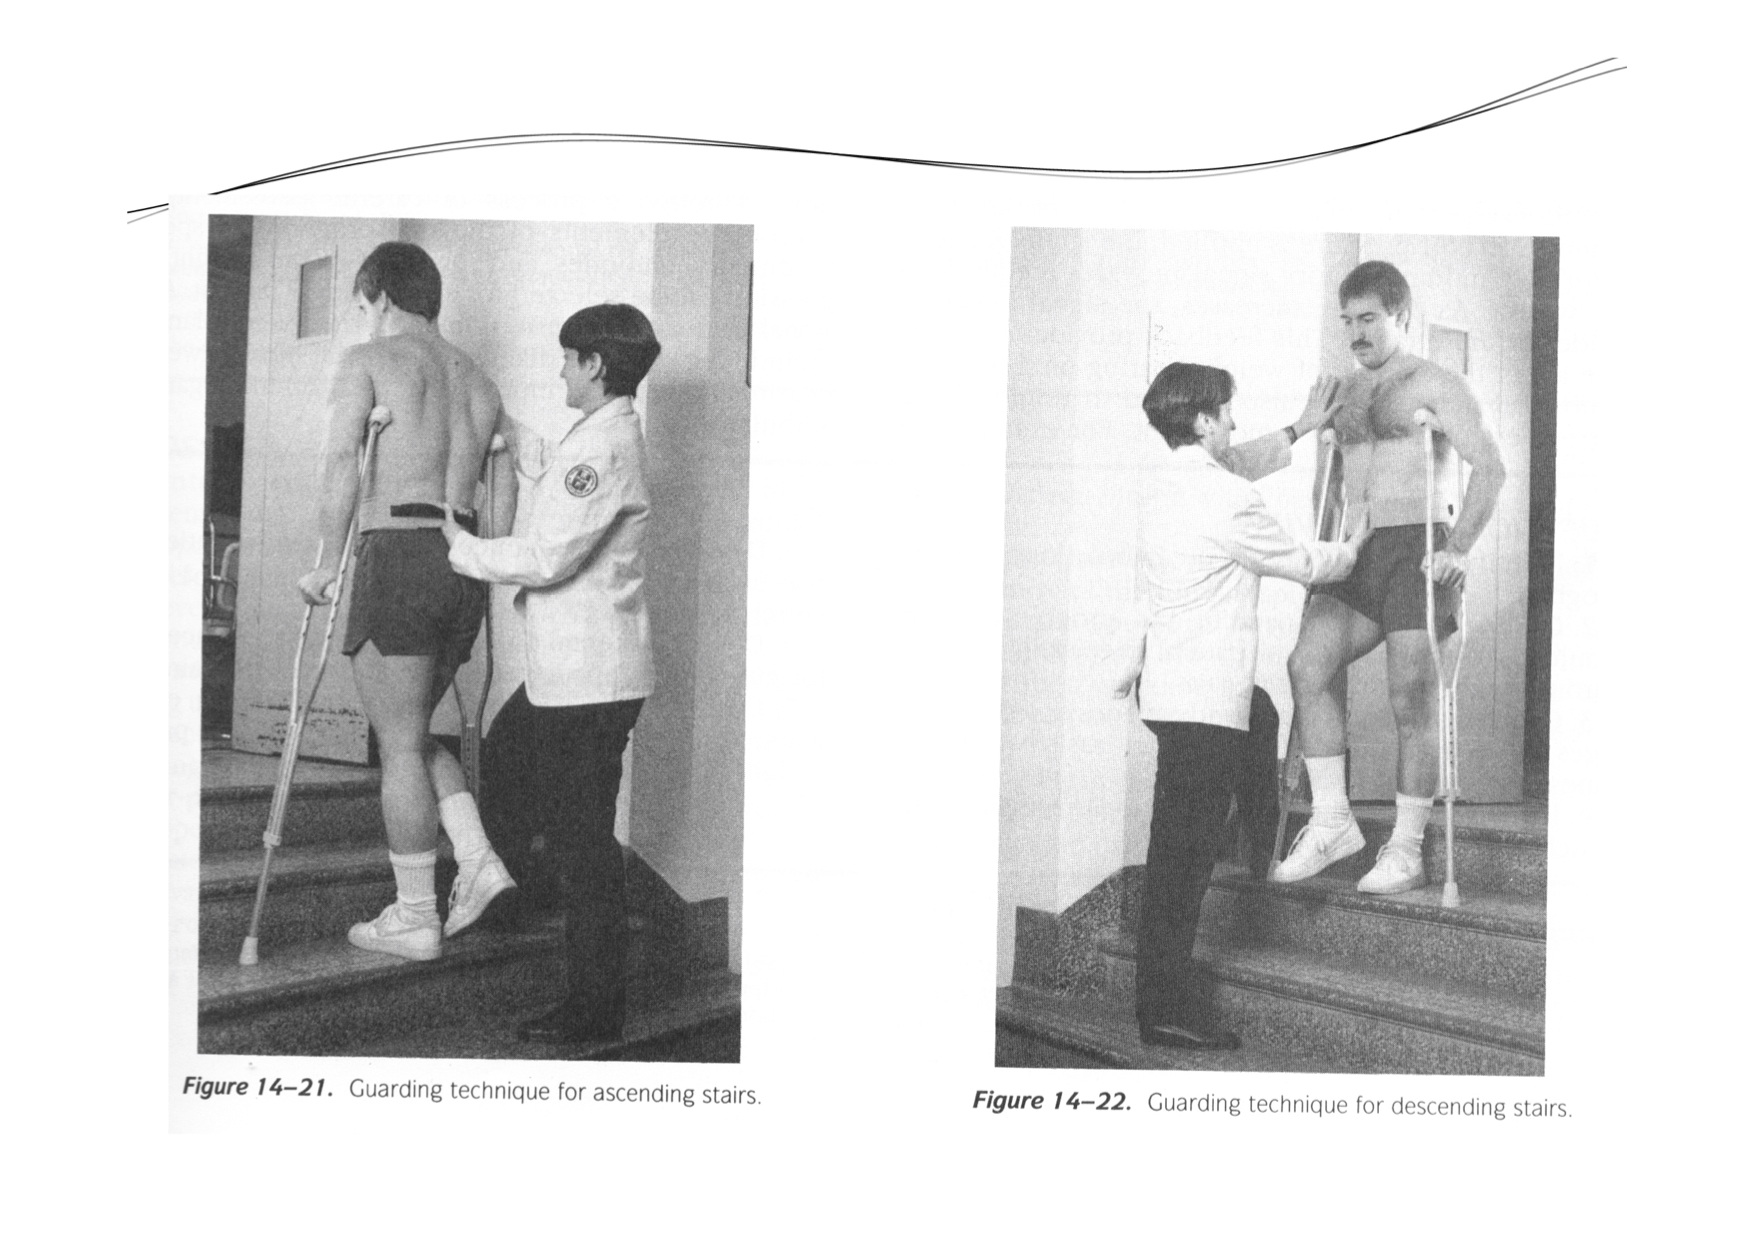 Figure 14–21. Guarding technique for ascending stairs.
Figure 14–22. Guarding technique for descending stairs.